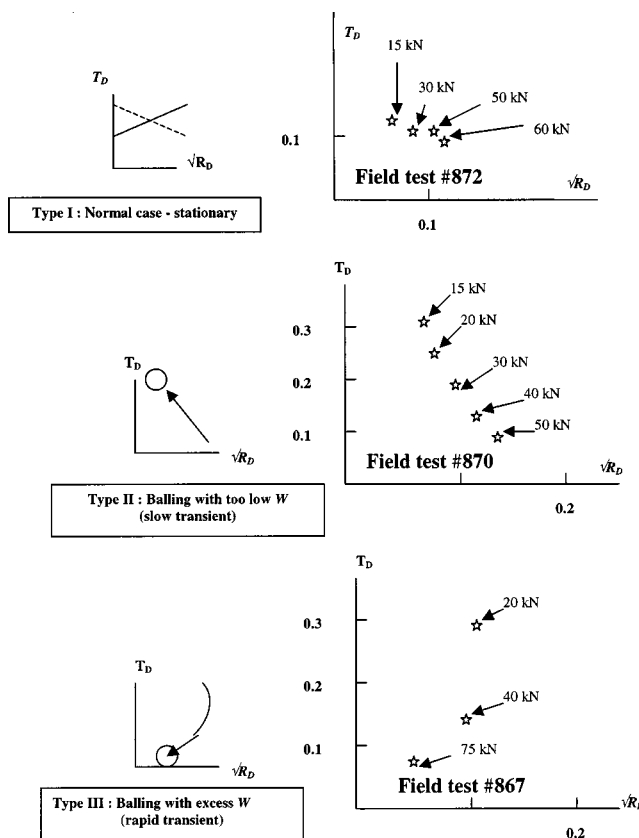 T_D
√R_D
Type I : Normal case - stationary
T_D
15 kN
30 kN
50 kN
60 kN
0.1
Field test #872
√R_D
0.1
T_D
√R_D
Type II : Balling with too low W
(slow transient)
T_D
15 kN
0.3
20 kN
30 kN
0.2
40 kN
0.1
50 kN
Field test #870
√R_D
0.2
T_D
√R_D
Type III : Balling with excess W
(rapid transient)
T_D
20 kN
0.3
0.2
40 kN
0.1
75 kN
Field test #867
√R_D
0.2